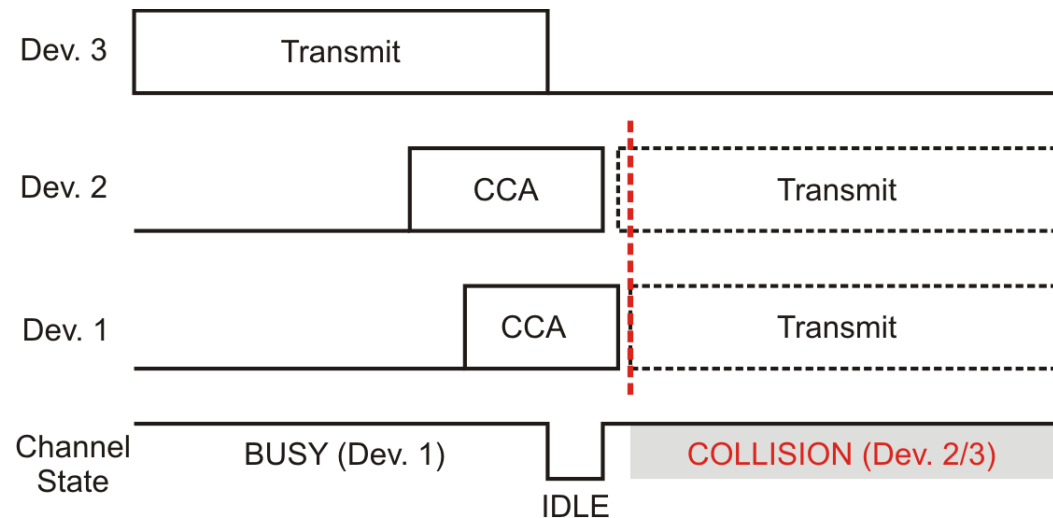 Dev. 3
Transmit
Dev. 2
CCA
Transmit
Dev. 1
CCA
Transmit
Channel
State
BUSY (Dev. 1)
IDLE
COLLISION (Dev. 2/3)